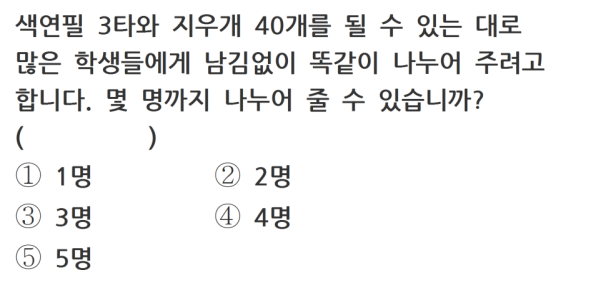 색연필 3타와 지우개 40개를 될 수 있는 대로
많은 학생들에게 남김없이 똑같이 나누어 주려고
합니다. 몇 명까지 나누어 줄 수 있습니까?
(          )
① 1명 ② 2명
③ 3명 ④ 4명
⑤ 5명